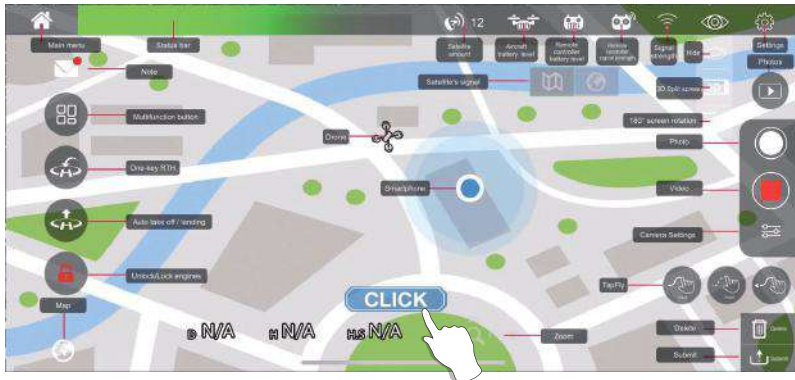 12
Main menu
Status bar
Satellite
amount
Aircraft
battery level
Remote
controller
battery level
Remote
controller
signal strength
Signal
strength
Hide
Settings
Photos
Note
Satellite's signal
3D Split screen
Multifunction button
180° screen rotation
Drone
Photo
One-key RTH
Smartphone
Video
Auto take off / landing
Camera Settings
Unlock/Lock engines
TapFly
Map
CLICK
D N/A H N/A H.S N/A
Zoom
Delete
Delete
Submit
Submit